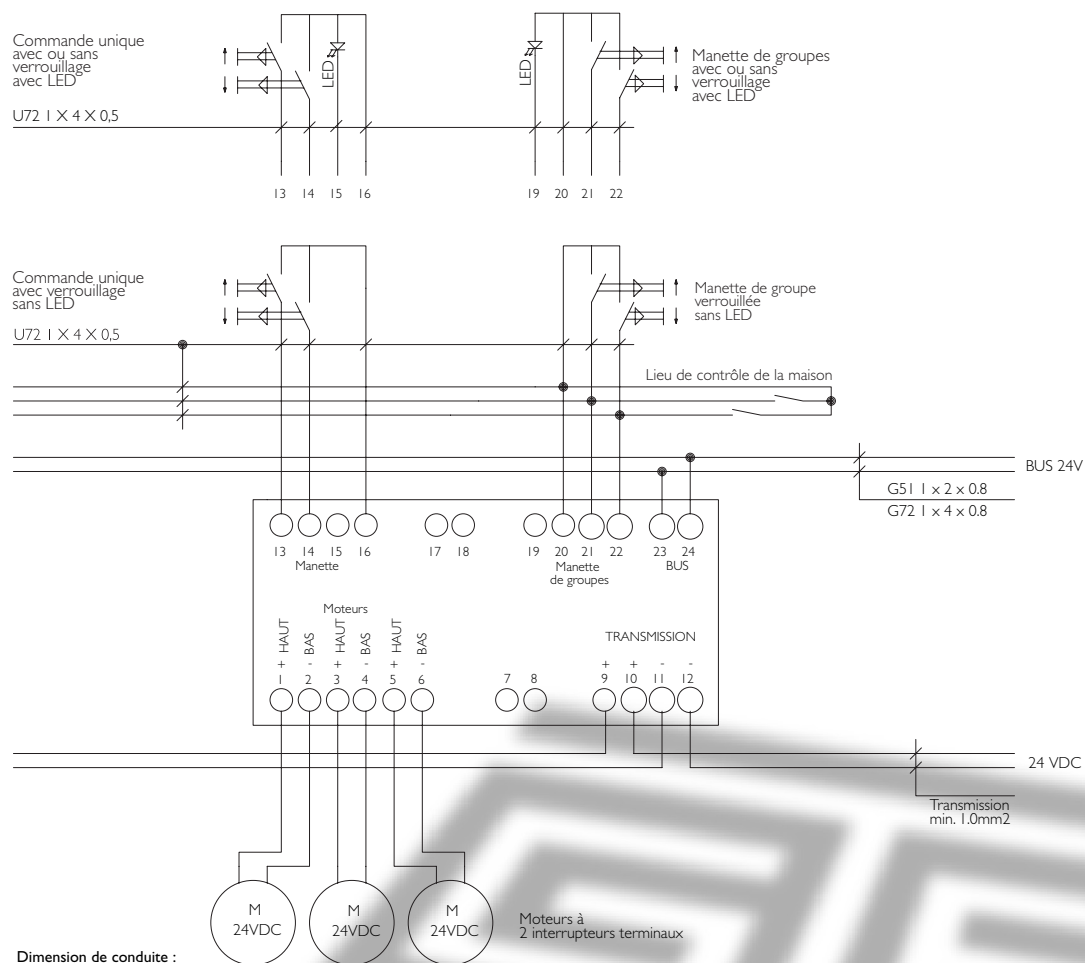 Commande unique
avec ou sans
verrouillage
avec LED
LED
LED
Manette de groupes
avec ou sans
verrouillage
avec LED
U72 1 X 4 X 0,5
13 14 15 16
19 20 21 22
Commande unique
avec verrouillage
sans LED
Manette de groupe
verrouillée
sans LED
U72 1 X 4 X 0,5
Lieu de contrôle de la maison
BUS 24V
G51 1 x 2 x 0.8
G72 1 x 4 x 0.8
13 14 15 16 17 18 19 20 21 22 23 24
Manette
Manette
de groupes
BUS
Moteurs
TRANSMISSION
+ HAUT
- BAS
+ HAUT
- BAS
+ HAUT
- BAS
+ + - -
1 2 3 4 5 6 7 8 9 10 11 12
24 VDC
Transmission
min. 1.0mm2
M
24VDC
M
24VDC
M
24VDC
Moteurs à
2 interrupteurs terminaux
Dimension de conduite :